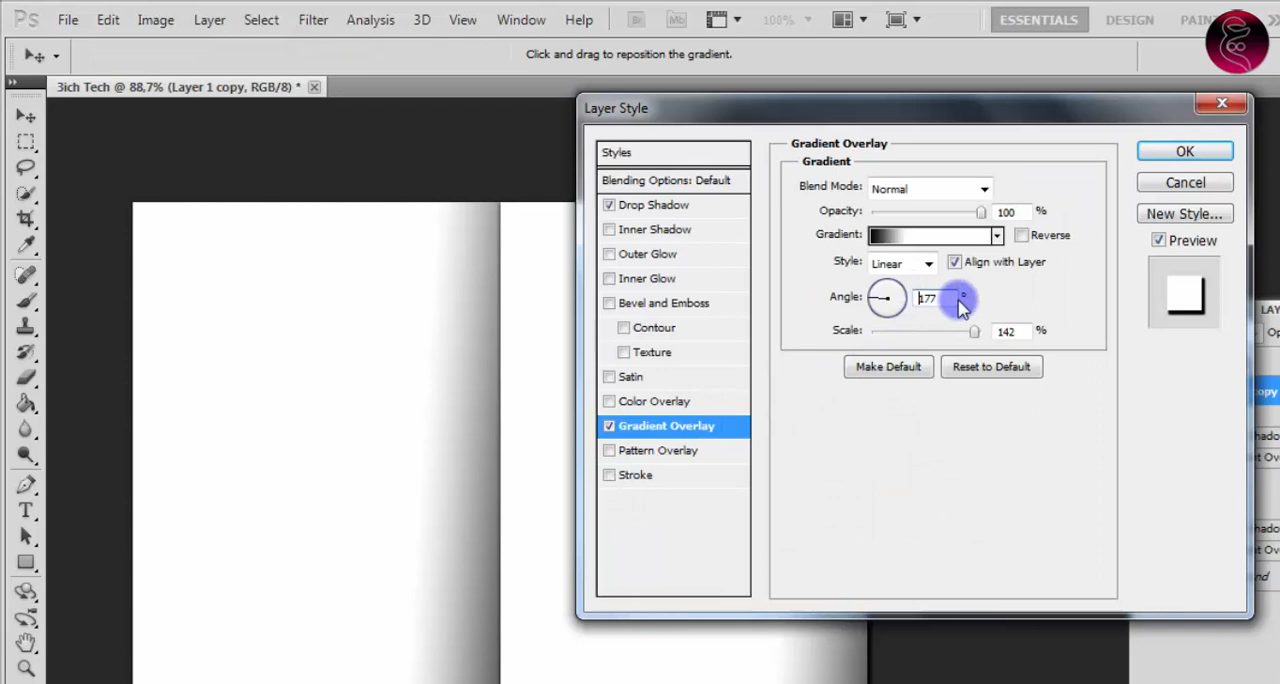 Ps File Edit Image Layer Select Filter Analysis 3D View Window Help Br Mb 100% ESSENTIALS DESIGN
Click and drag to reposition the gradient.
3ich Tech @ 88,7% (Layer 1 copy, RGB/8) *
Layer Style
Styles
Blending Options: Default
Drop Shadow
Inner Shadow
Outer Glow
Inner Glow
Bevel and Emboss
Contour
Texture
Satin
Color Overlay
Gradient Overlay
Pattern Overlay
Stroke
Gradient Overlay
Gradient
Blend Mode: Normal
Opacity: 100 %
Gradient: Reverse
Style: Linear Align with Layer
Angle: 177 °
Scale: 142 %
Make Default Reset to Default
OK
Cancel
New Style...
Preview
copy